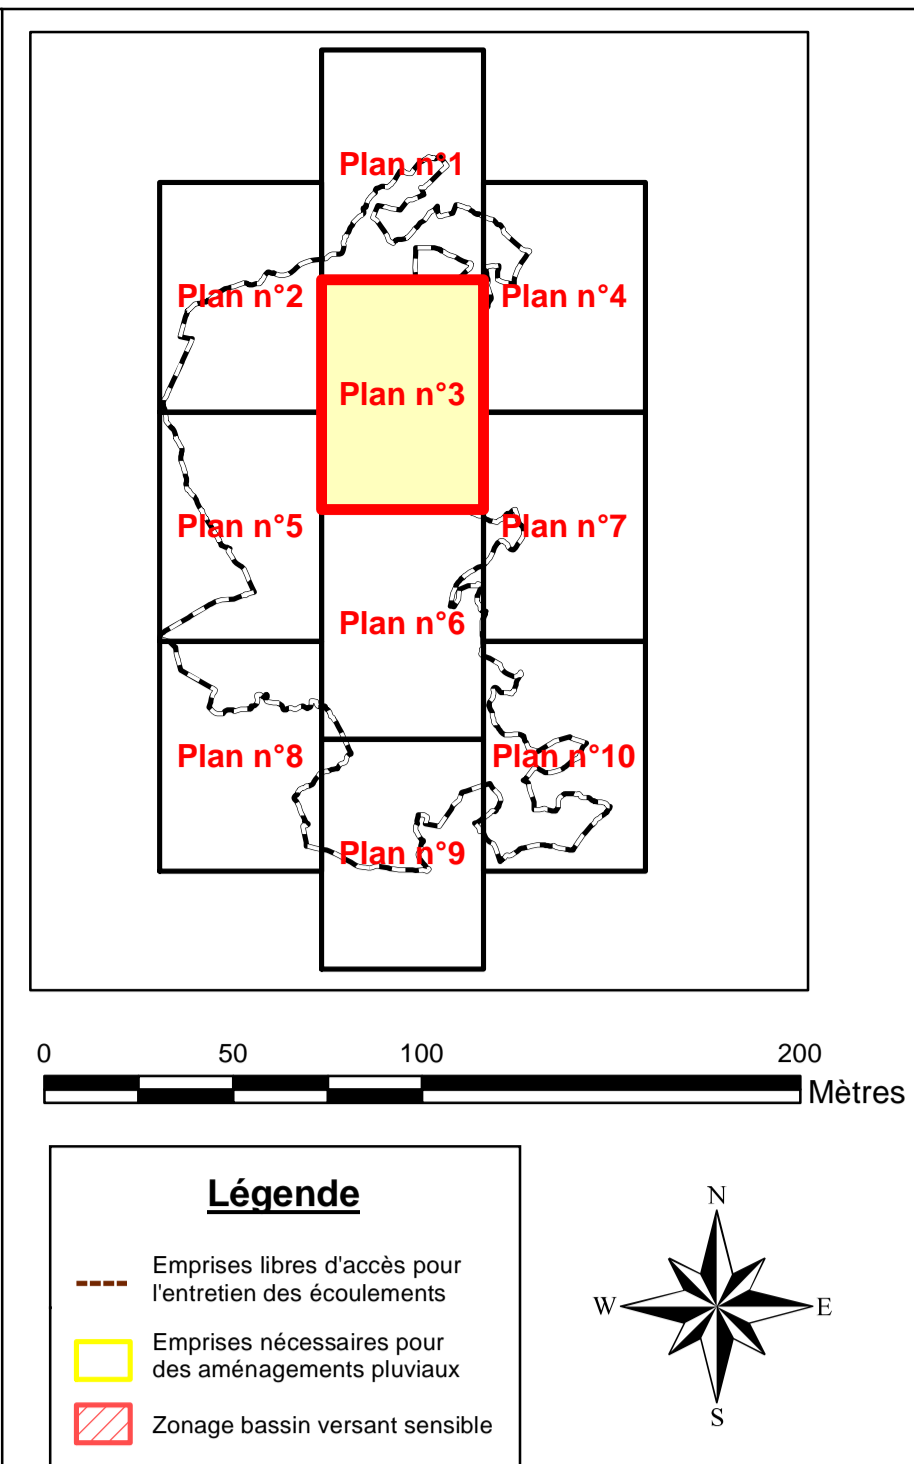 Plan n°1
Plan n°2
Plan n°4
Plan n°3
Plan n°5
Plan n°7
Plan n°6
Plan n°8
Plan n°10
Plan n°9
0 50 100 200
Mètres
Légende
Emprises libres d'accès pour
l'entretien des écoulements
Emprises nécessaires pour
des aménagements pluviaux
Zonage bassin versant sensible
N
W E
S